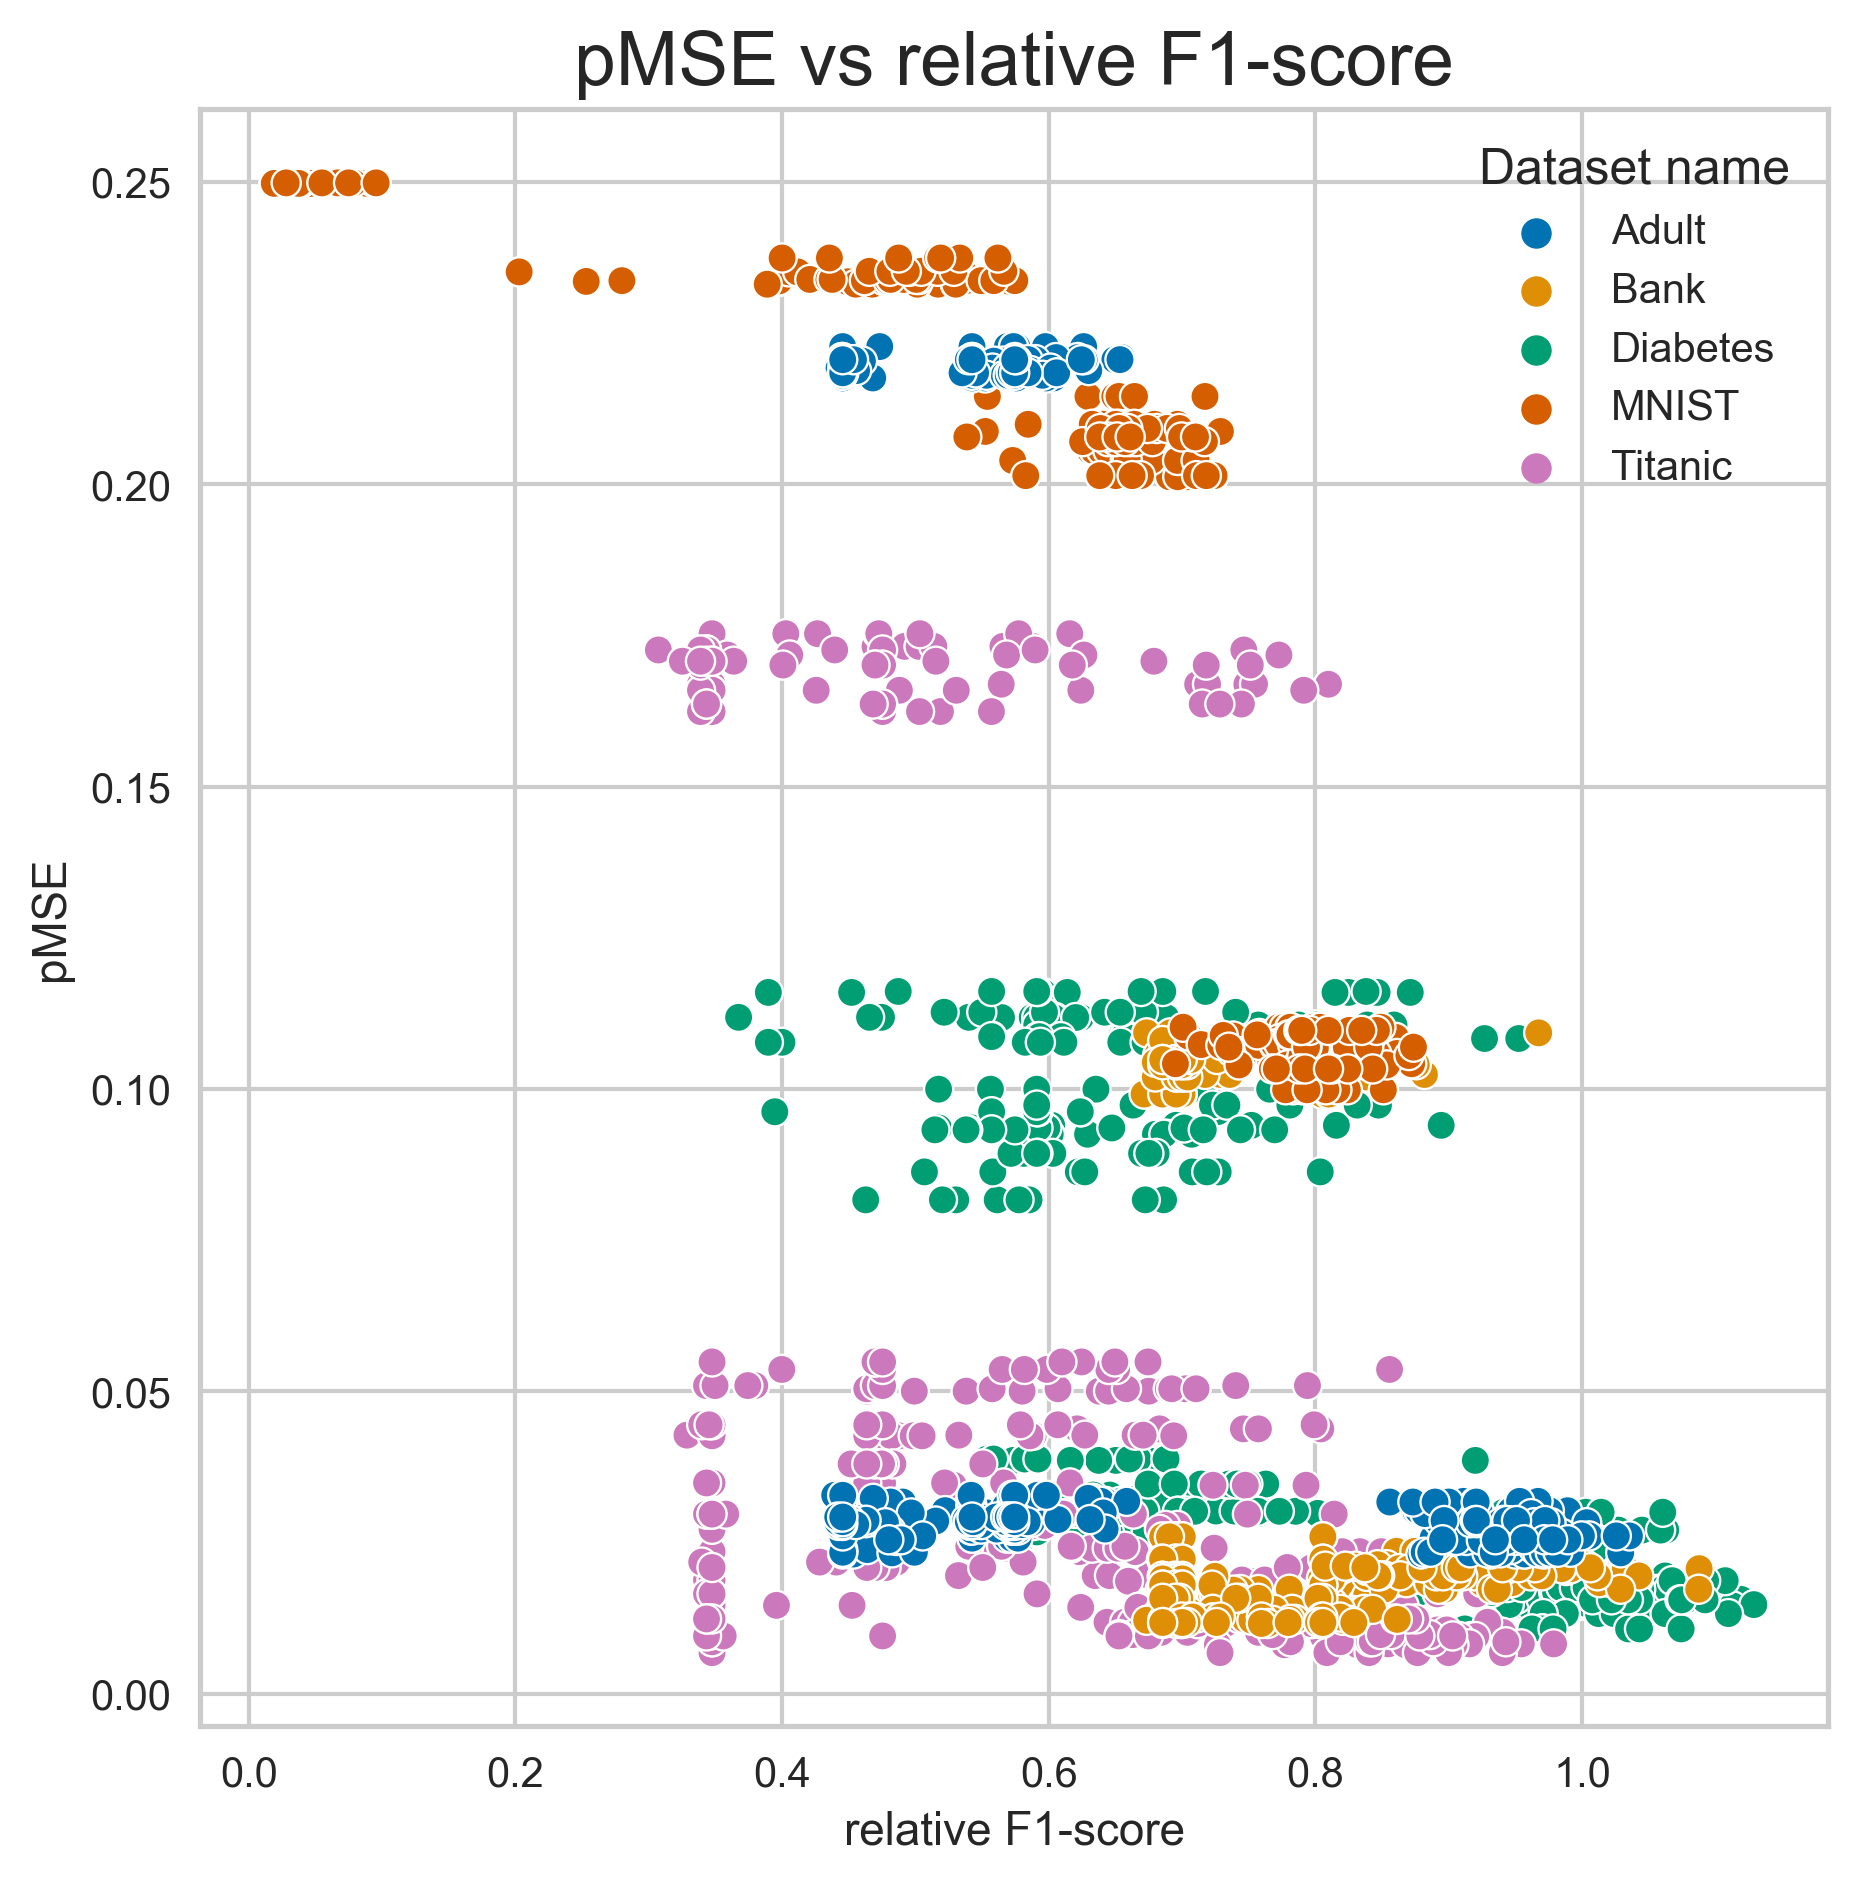 pMSE vs relative F1-score
Dataset name
Adult
Bank
Diabetes
MNIST
Titanic
pMSE
0.25
0.20
0.15
0.10
0.05
0.00
0.0 0.2 0.4 0.6 0.8 1.0
relative F1-score